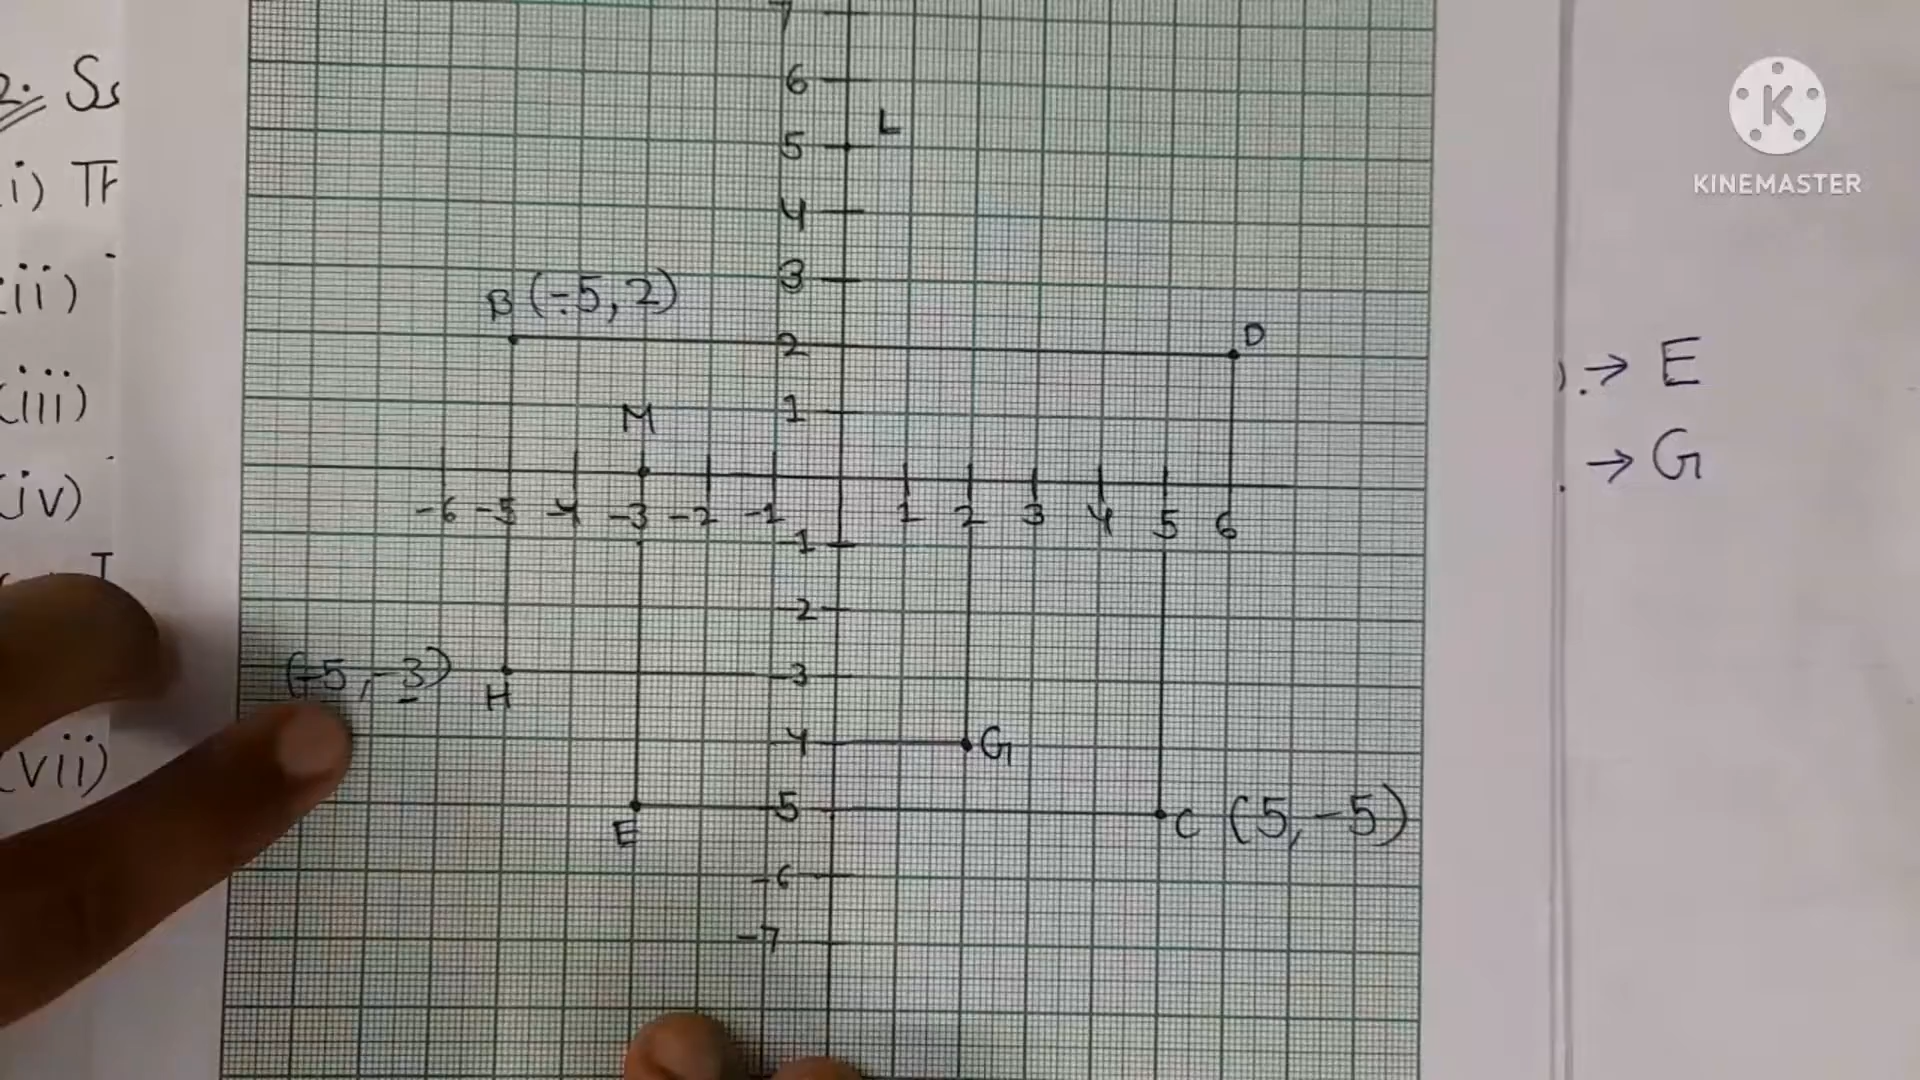 2. Ss
i) Th
ii)
iii)
iv)
vii)
7
6
L
5
4
3
B (-5, 2)
2
D
M
1
-6 -5 -4 -3 -2 -1 1 2 3 4 5 6
-1
-2
(-5, -3) H
-3
-4
G
E
-5
C (5, -5)
-6
-7
). → E
. → G
K
KINEMASTER